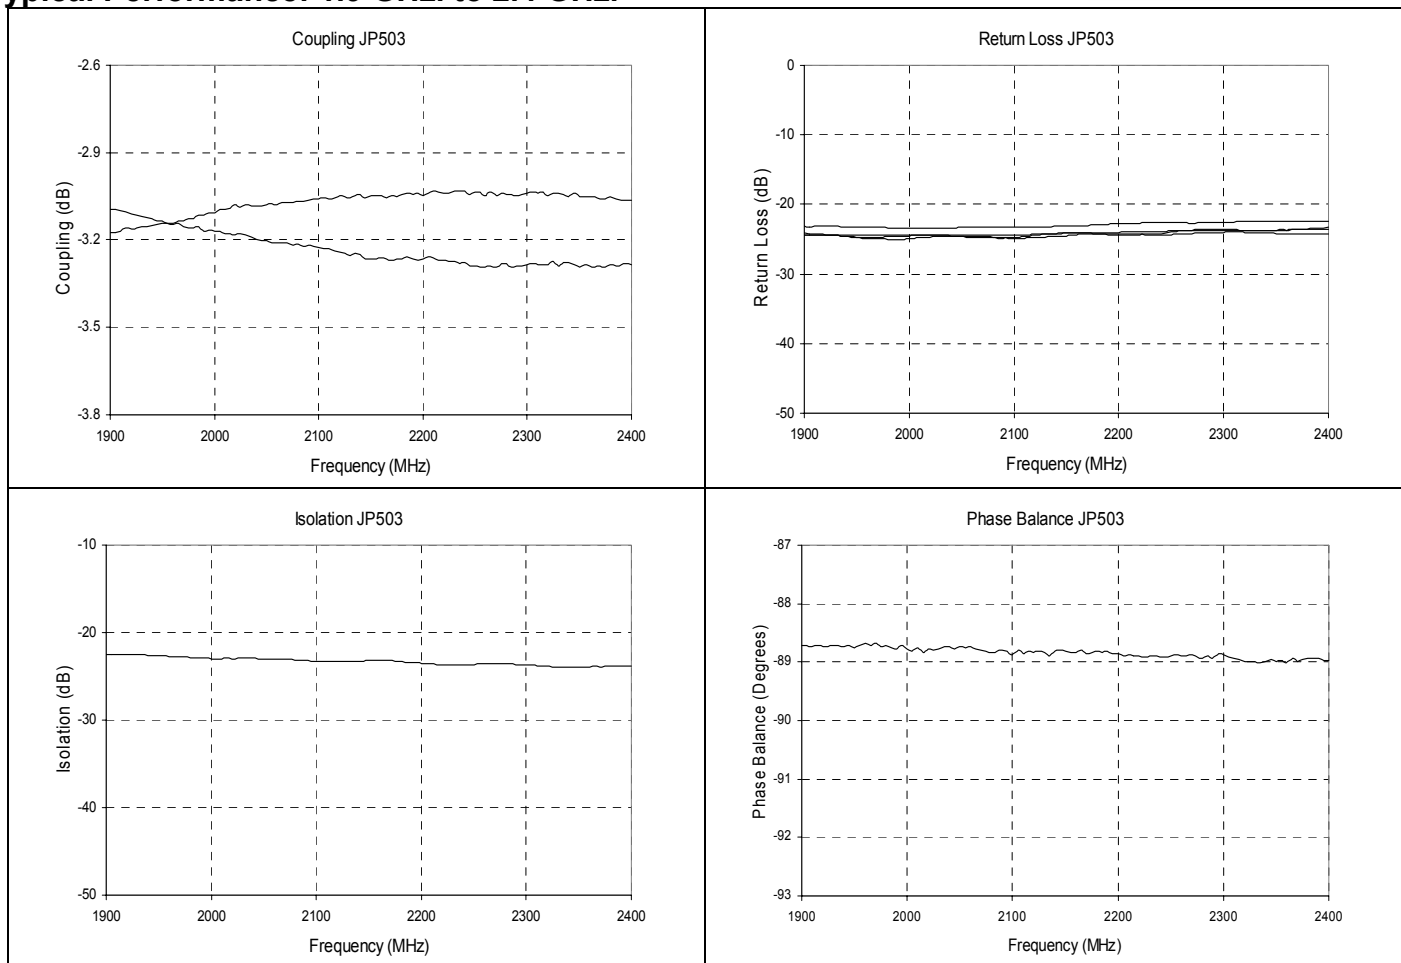 Coupling JP503
-2.6
-2.9
-3.2
-3.5
-3.8
Coupling (dB)
1900 2000 2100 2200 2300 2400
Frequency (MHz)
Return Loss JP503
0
-10
-20
-30
-40
-50
Return Loss (dB)
1900 2000 2100 2200 2300 2400
Frequency (MHz)
Isolation JP503
-10
-20
-30
-40
-50
Isolation (dB)
1900 2000 2100 2200 2300 2400
Frequency (MHz)
Phase Balance JP503
-87
-88
-89
-90
-91
-92
-93
Phase Balance (Degrees)
1900 2000 2100 2200 2300 2400
Frequency (MHz)